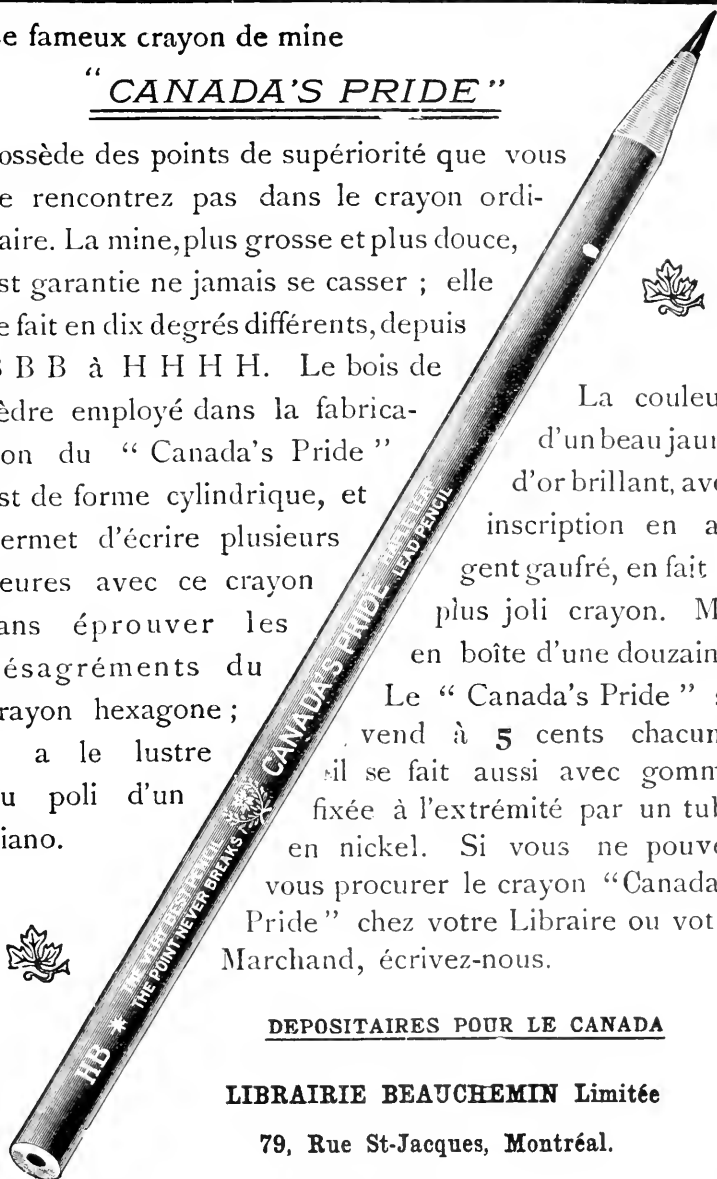 e fameux crayon de mine
"CANADA'S PRIDE"
ossède des points de supériorité que vous
e rencontrez pas dans le crayon ordi-
aire. La mine, plus grosse et plus douce,
st garantie ne jamais se casser ; elle
e fait en dix degrés différents, depuis
B B B à H H H H. Le bois de
èdre employé dans la fabrica-
on du " Canada's Pride "
st de forme cylindrique, et
ermet d'écrire plusieurs
eures avec ce crayon
ans éprouver les
ésagréments du
rayon hexagone ;
a le lustre
u poli d'un
iano.
La couleu
d'un beau jaun
d'or brillant, ave
inscription en a
gent gaufré, en fait
plus joli crayon. M
en boîte d'une douzain
Le " Canada's Pride " s
vend à 5 cents chacun
il se fait aussi avec gomm
fixée à l'extrémité par un tub
en nickel. Si vous ne pouve
vous procurer le crayon "Canada
Pride" chez votre Libraire ou vot
Marchand, écrivez-nous.
HB * THE VERY BEST PENCIL
THE POINT NEVER BREAKS
CANADA'S PRIDE
MAPLE LEAF
LEAD PENCIL
DEPOSITAIRES POUR LE CANADA
LIBRAIRIE BEAUCHEMIN Limitée
79, Rue St-Jacques, Montréal.